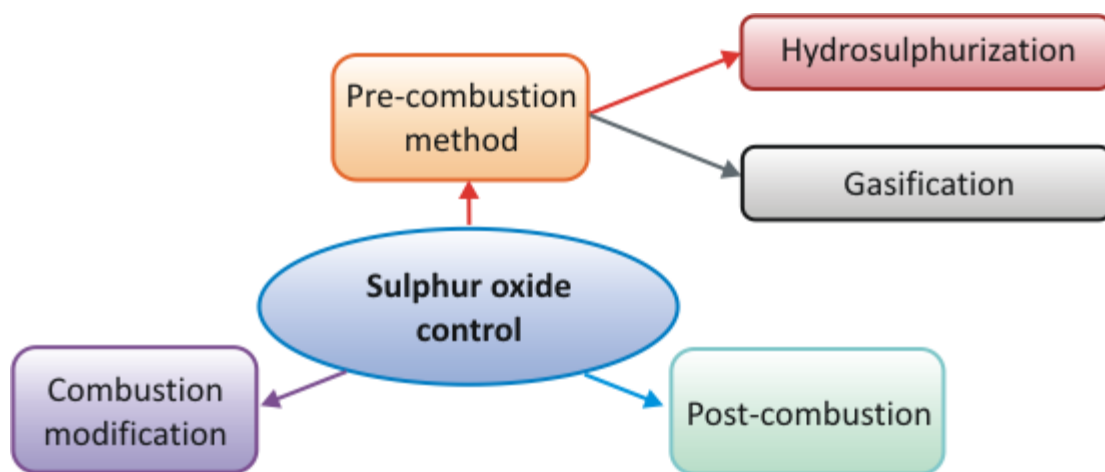 Hydrosulphurization
Pre-combustion
method
Gasification
Sulphur oxide
control
Combustion
modification
Post-combustion